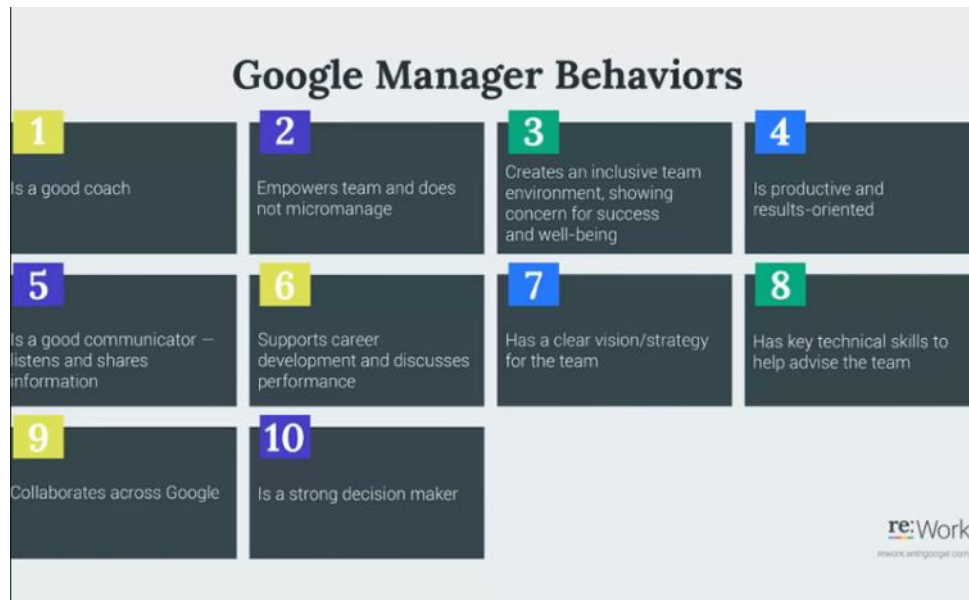 Google Manager Behaviors
1
Is a good coach
2
Empowers team and does
not micromanage
3
Creates an inclusive team
environment, showing
concern for success
and well-being
4
Is productive and
results-oriented
5
Is a good communicator —
listens and shares
information
6
Supports career
development and discusses
performance
7
Has a clear vision/strategy
for the team
8
Has key technical skills to
help advise the team
9
Collaborates across Google
10
Is a strong decision maker
re:Work
rework.withgoogle.com